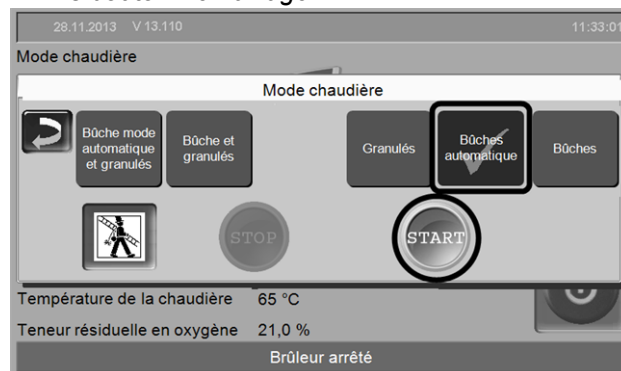 28.11.2013 V 13.110 11:33:01
Mode chaudière
Mode chaudière
Bûche mode
automatique
et granulés
Bûche et
granulés
Granulés
Bûches
automatique
Bûches
STOP
START
Température de la chaudière 65 °C
Teneur résiduelle en oxygène 21,0 %
Brûleur arrêté